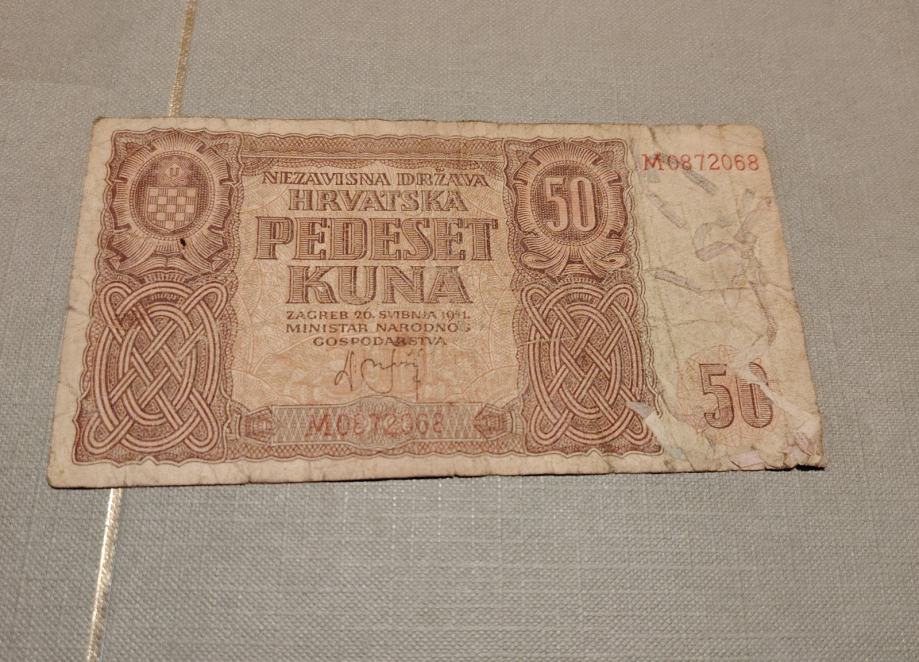 M0872068
U
NEZAVISNA DRŽAVA
HRVATSKA
PEDESET
KUNA
50
ZAGREB 26. SVIBNJA 1941.
MINISTAR NARODNOG
GOSPODARSTVA
M0872068
50